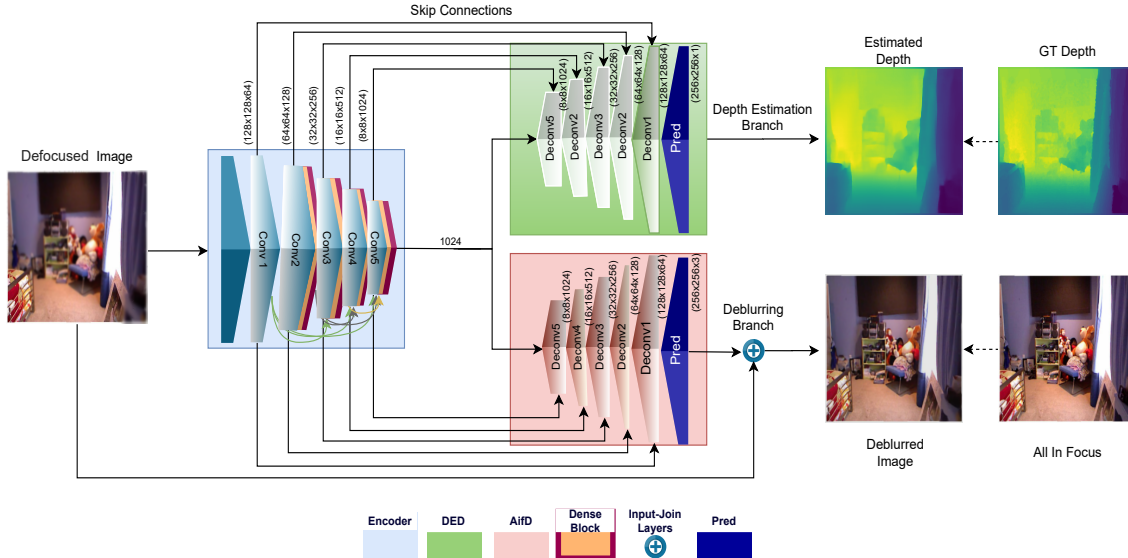 Skip Connections
Defocused Image
(128x128x64)
(64x64x128)
(32x32x256)
(16x16x512)
(8x8x1024)
Conv 1
Conv2
Conv3
Conv4
Conv5
1024
Deconv5
(8x8x1024)
Deconv2
(16x16x512)
Deconv3
(32x32x256)
Deconv2
(64x64x128)
Deconv1
(128x128x64)
Pred
(256x256x1)
Depth Estimation
Branch
Estimated
Depth
GT Depth
Deconv5
(8x8x1024)
Deconv4
(16x16x512)
Deconv3
(32x32x256)
Deconv2
(64x64x128)
Deconv1
(128x128x64)
Pred
(256x256x3)
Deblurring
Branch
Deblurred
Image
All In Focus
Encoder
DED
AifD
Dense
Block
Input-Join
Layers
Pred